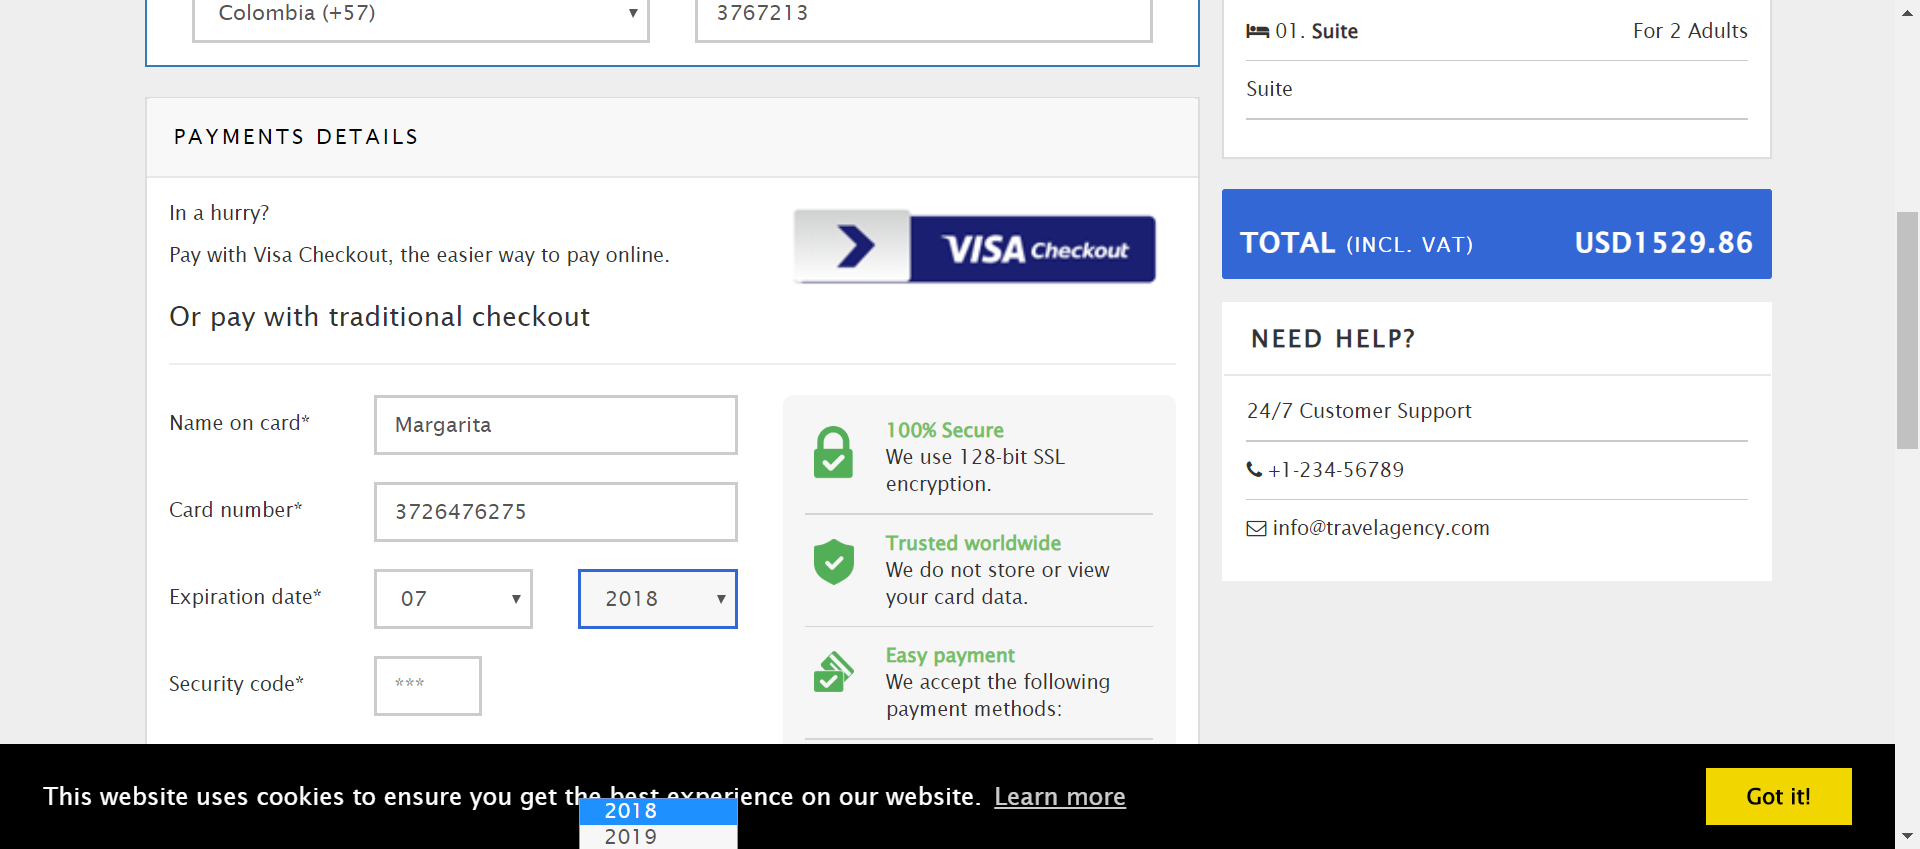 Colombia (+57)
3767213
PAYMENTS DETAILS
In a hurry?
Pay with Visa Checkout, the easier way to pay online.
VISA Checkout
Or pay with traditional checkout
Name on card*
Margarita
Card number*
3726476275
Expiration date*
07
2018
Security code*
***
100% Secure
We use 128-bit SSL
encryption.
Trusted worldwide
We do not store or view
your card data.
Easy payment
We accept the following
payment methods:
01. Suite
For 2 Adults
Suite
TOTAL (INCL. VAT)
USD1529.86
NEED HELP?
24/7 Customer Support
+1-234-56789
info@travelagency.com
This website uses cookies to ensure you get the best experience on our website. Learn more
Got it!
2018
2019